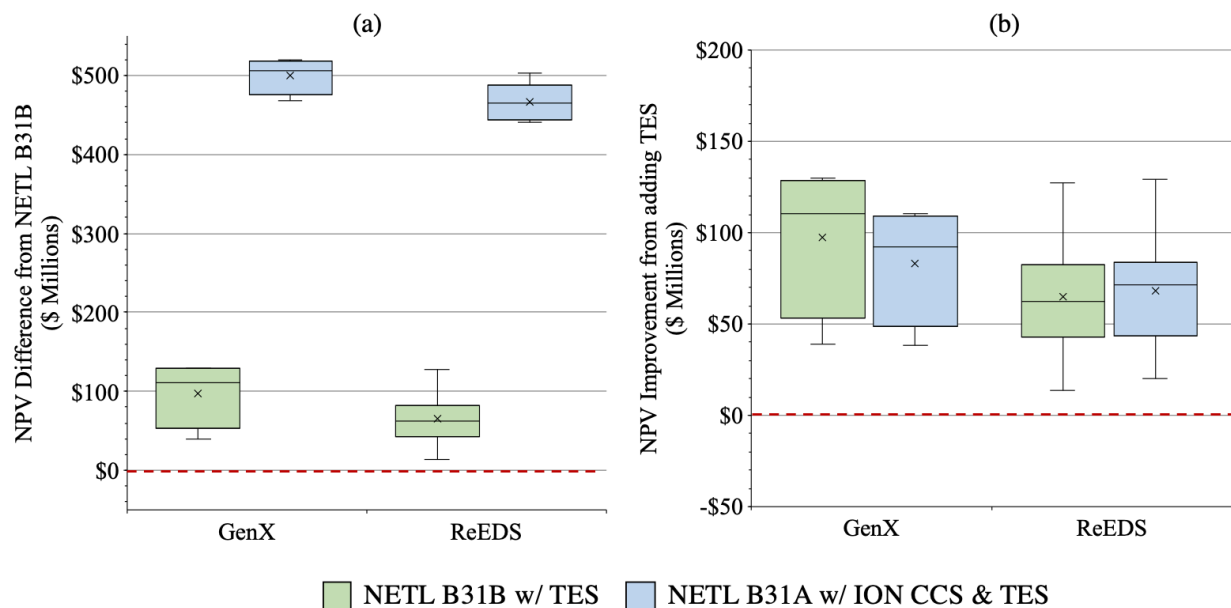 (a)
NPV Difference from NETL B31B
($ Millions)
$500
$400
$300
$200
$100
$0
GenX
ReEDS
(b)
NPV Improvement from adding TES
($ Millions)
$200
$150
$100
$50
$0
-$50
GenX
ReEDS
NETL B31B w/ TES
NETL B31A w/ ION CCS & TES